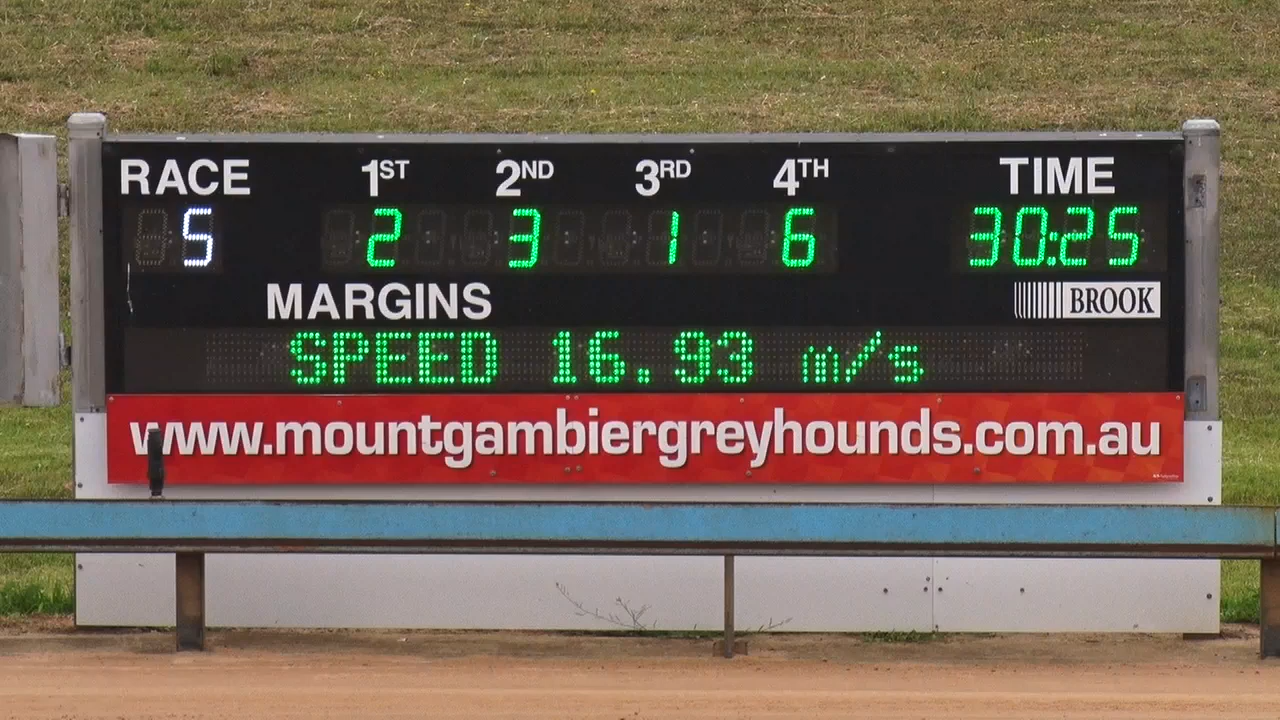 RACE 1ST 2ND 3RD 4TH TIME
5 2 3 1 6 30:25
MARGINS BROOK
SPEED 16.93 m/s
www.mountgambiergreyhounds.com.au